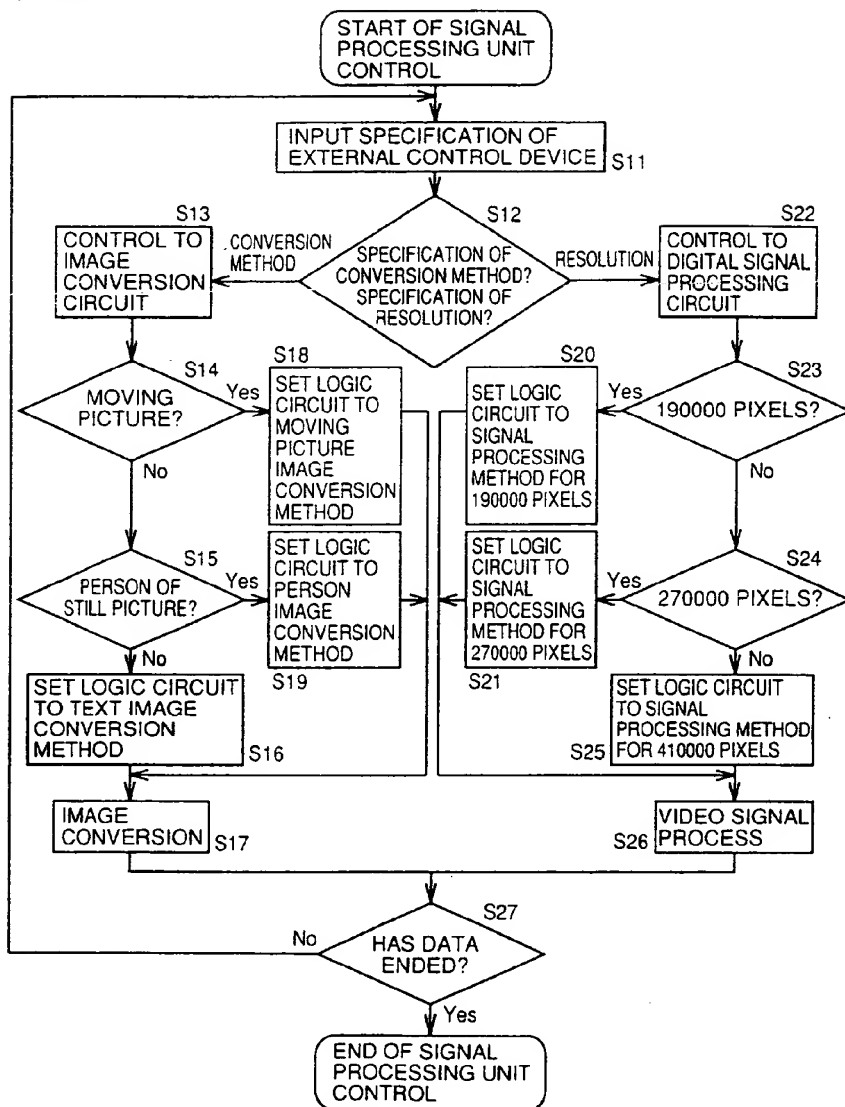 START OF SIGNAL
PROCESSING UNIT
CONTROL
INPUT SPECIFICATION OF
EXTERNAL CONTROL DEVICE
S11
S12
SPECIFICATION OF
CONVERSION METHOD?
SPECIFICATION OF
RESOLUTION?
CONVERSION
METHOD
RESOLUTION
S13
CONTROL TO
IMAGE
CONVERSION
CIRCUIT
S22
CONTROL TO
DIGITAL SIGNAL
PROCESSING
CIRCUIT
S14
MOVING
PICTURE?
Yes
No
S18
SET LOGIC
CIRCUIT TO
MOVING
PICTURE
IMAGE
CONVERSION
METHOD
S20
SET LOGIC
CIRCUIT TO
SIGNAL
PROCESSING
METHOD FOR
190000 PIXELS
S23
190000 PIXELS?
Yes
No
S15
PERSON OF
STILL PICTURE?
Yes
No
SET LOGIC
CIRCUIT TO
PERSON
IMAGE
CONVERSION
METHOD
S19
SET LOGIC
CIRCUIT TO
SIGNAL
PROCESSING
METHOD FOR
270000 PIXELS
S21
S24
270000 PIXELS?
Yes
No
SET LOGIC CIRCUIT
TO TEXT IMAGE
CONVERSION
METHOD
S16
SET LOGIC CIRCUIT
TO SIGNAL
PROCESSING METHOD
FOR 410000 PIXELS
S25
IMAGE
CONVERSION
S17
VIDEO SIGNAL
PROCESS
S26
S27
HAS DATA
ENDED?
No
Yes
END OF SIGNAL
PROCESSING UNIT
CONTROL